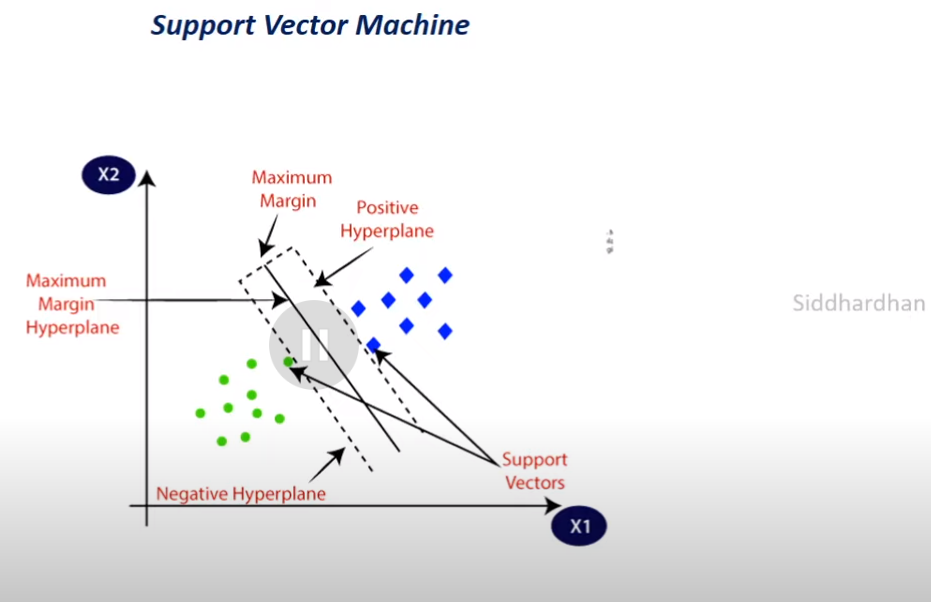 Support Vector Machine
X2
Maximum
Margin
Positive
Hyperplane
Maximum
Margin
Hyperplane
Siddhardhan
Support
Vectors
Negative Hyperplane
X1